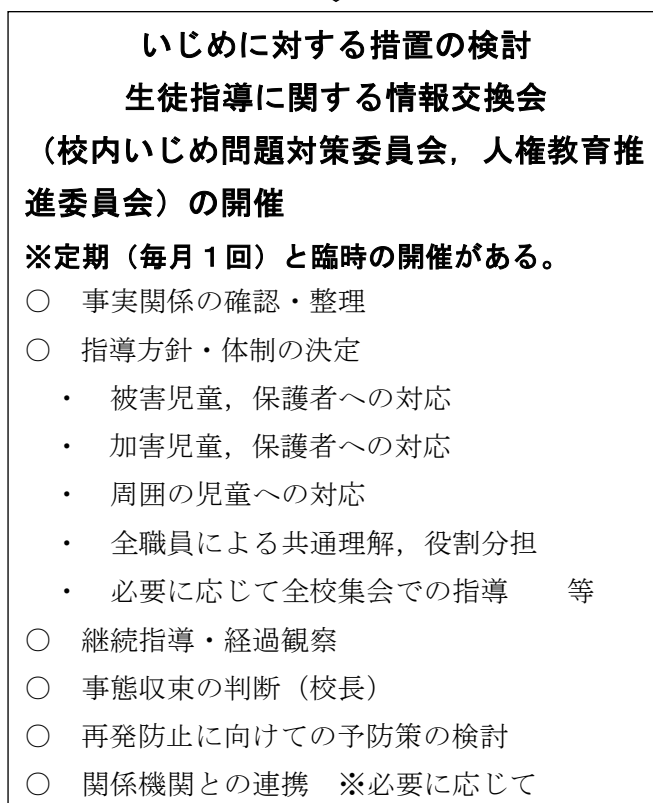 いじめに対する措置の検討
生徒指導に関する情報交換会
（校内いじめ問題対策委員会，人権教育推
進委員会）の開催
※定期（毎月１回）と臨時の開催がある。
○　事実関係の確認・整理
○　指導方針・体制の決定
・　被害児童，保護者への対応
・　加害児童，保護者への対応
・　周囲の児童への対応
・　全職員による共通理解，役割分担
・　必要に応じて全校集会での指導　　等
○　継続指導・経過観察
○　事態収束の判断（校長）
○　再発防止に向けての予防策の検討
○　関係機関との連携　※必要に応じて